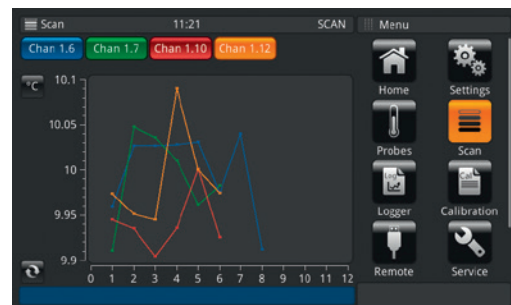 Scan 11:21 SCAN
Menu
Chan 1.6 Chan 1.7 Chan 1.10 Chan 1.12
°C
10.1
10.05
10
9.95
9.9
0 1 2 3 4 5 6 7 8 9 10 11 12
Home Settings
Probes Scan
Log Cal
Logger Calibration
Remote Service